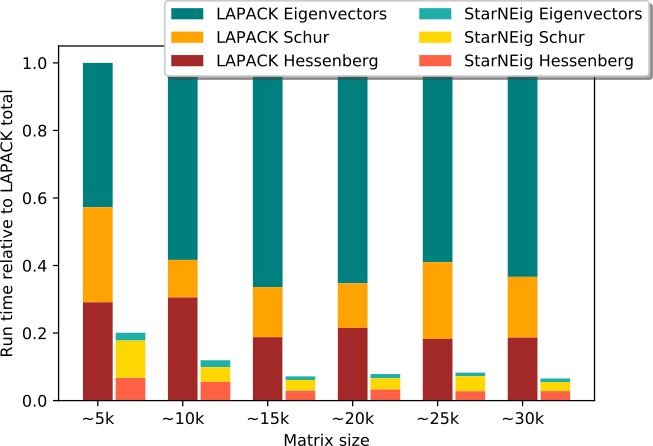 LAPACK Eigenvectors
LAPACK Schur
LAPACK Hessenberg
StarNEig Eigenvectors
StarNEig Schur
StarNEig Hessenberg
Run time relative to LAPACK total
1.0
0.8
0.6
0.4
0.2
0.0
~5k ~10k ~15k ~20k ~25k ~30k
Matrix size